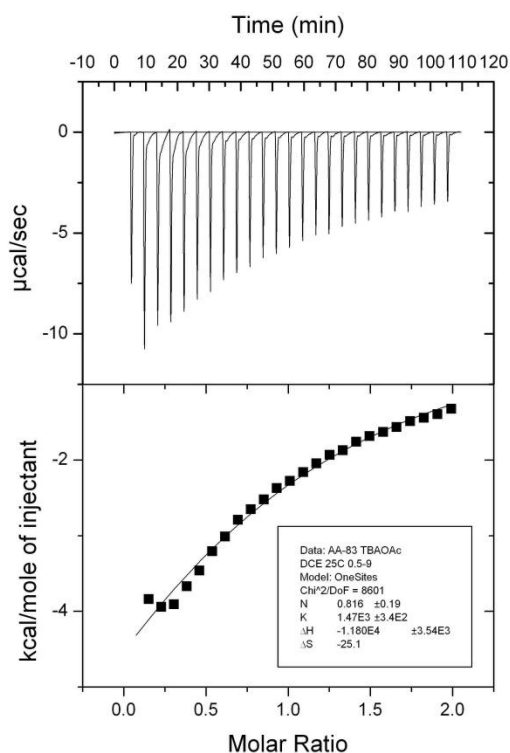 Time (min)
-10 0 10 20 30 40 50 60 70 80 90 100 110 120
0
-5
-10
µcal/sec
-2
-4
kcal/mole of injectant
Data: AA-83 TBAOAc
DCE 25C 0.5-9
Model: OneSites
Chi^2/DoF = 8601
N 0.816 ±0.19
K 1.47E3 ±3.4E2
ΔH -1.180E4 ±3.54E3
ΔS -25.1
0.0 0.5 1.0 1.5 2.0
Molar Ratio